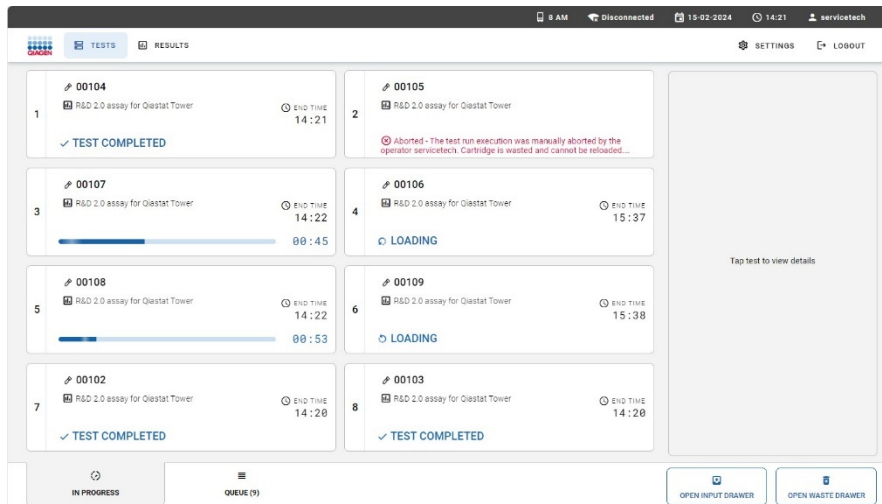 8 AM Disconnected 15-02-2024 14:21 servicetech
QIAGEN TESTS RESULTS SETTINGS LOGOUT
1
00104
R&D 2.0 assay for Qiastat Tower
END TIME
14:21
TEST COMPLETED
2
00105
R&D 2.0 assay for Qiastat Tower
Aborted - The test run execution was manually aborted by the
operator servicetech. Cartridge is wasted and cannot be reloaded....
3
00107
R&D 2.0 assay for Qiastat Tower
END TIME
14:22
00:45
4
00106
R&D 2.0 assay for Qiastat Tower
END TIME
15:37
LOADING
5
00108
R&D 2.0 assay for Qiastat Tower
END TIME
14:22
00:53
6
00109
R&D 2.0 assay for Qiastat Tower
END TIME
15:38
LOADING
7
00102
R&D 2.0 assay for Qiastat Tower
END TIME
14:20
TEST COMPLETED
8
00103
R&D 2.0 assay for Qiastat Tower
END TIME
14:20
TEST COMPLETED
Tap test to view details
IN PROGRESS
QUEUE (9)
OPEN INPUT DRAWER
OPEN WASTE DRAWER